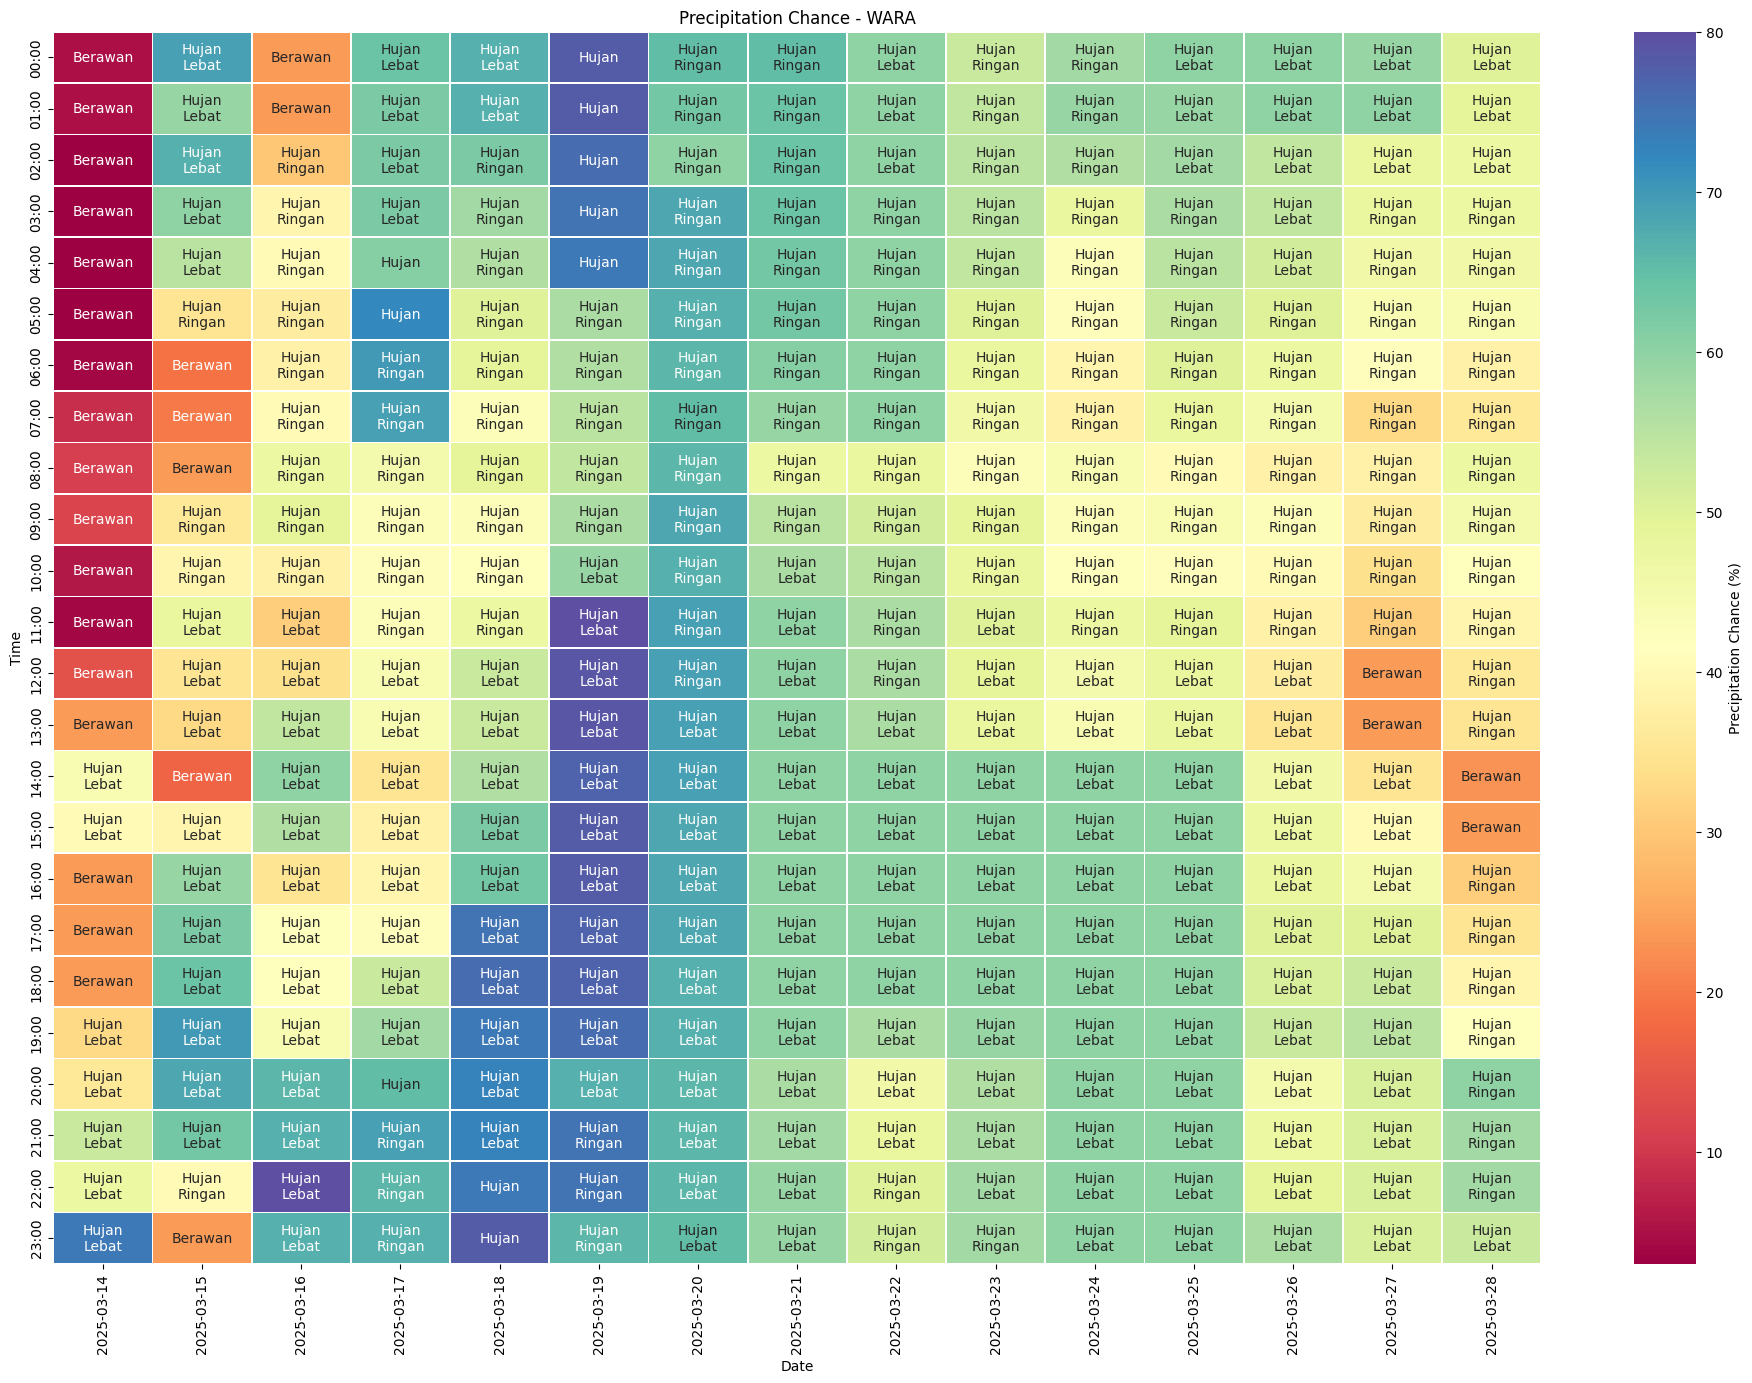 Precipitation Chance - WARA
00:00 Berawan Hujan Lebat Berawan Hujan Lebat Hujan Lebat Hujan Hujan Ringan Hujan Ringan Hujan Lebat Hujan Ringan Hujan Ringan Hujan Lebat Hujan Lebat Hujan Lebat Hujan Lebat
01:00 Berawan Hujan Lebat Berawan Hujan Lebat Hujan Lebat Hujan Hujan Ringan Hujan Ringan Hujan Lebat Hujan Ringan Hujan Ringan Hujan Lebat Hujan Lebat Hujan Lebat Hujan Lebat
02:00 Berawan Hujan Lebat Hujan Ringan Hujan Lebat Hujan Ringan Hujan Hujan Ringan Hujan Ringan Hujan Lebat Hujan Ringan Hujan Ringan Hujan Lebat Hujan Lebat Hujan Lebat Hujan Lebat
03:00 Berawan Hujan Lebat Hujan Ringan Hujan Lebat Hujan Ringan Hujan Hujan Ringan Hujan Ringan Hujan Ringan Hujan Ringan Hujan Ringan Hujan Ringan Hujan Lebat Hujan Ringan Hujan Ringan
04:00 Berawan Hujan Lebat Hujan Ringan Hujan Hujan Ringan Hujan Hujan Ringan Hujan Ringan Hujan Ringan Hujan Ringan Hujan Ringan Hujan Ringan Hujan Lebat Hujan Ringan Hujan Ringan
05:00 Berawan Hujan Ringan Hujan Ringan Hujan Hujan Ringan Hujan Ringan Hujan Ringan Hujan Ringan Hujan Ringan Hujan Ringan Hujan Ringan Hujan Ringan Hujan Ringan Hujan Ringan Hujan Ringan
06:00 Berawan Berawan Hujan Ringan Hujan Ringan Hujan Ringan Hujan Ringan Hujan Ringan Hujan Ringan Hujan Ringan Hujan Ringan Hujan Ringan Hujan Ringan Hujan Ringan Hujan Ringan Hujan Ringan
07:00 Berawan Berawan Hujan Ringan Hujan Ringan Hujan Ringan Hujan Ringan Hujan Ringan Hujan Ringan Hujan Ringan Hujan Ringan Hujan Ringan Hujan Ringan Hujan Ringan Hujan Ringan Hujan Ringan
08:00 Berawan Berawan Hujan Ringan Hujan Ringan Hujan Ringan Hujan Ringan Hujan Ringan Hujan Ringan Hujan Ringan Hujan Ringan Hujan Ringan Hujan Ringan Hujan Ringan Hujan Ringan Hujan Ringan
09:00 Berawan Hujan Ringan Hujan Ringan Hujan Ringan Hujan Ringan Hujan Ringan Hujan Ringan Hujan Ringan Hujan Ringan Hujan Ringan Hujan Ringan Hujan Ringan Hujan Ringan Hujan Ringan Hujan Ringan
10:00 Berawan Hujan Ringan Hujan Ringan Hujan Ringan Hujan Ringan Hujan Lebat Hujan Ringan Hujan Lebat Hujan Ringan Hujan Ringan Hujan Ringan Hujan Ringan Hujan Ringan Hujan Ringan Hujan Ringan
11:00 Berawan Hujan Lebat Hujan Lebat Hujan Ringan Hujan Ringan Hujan Lebat Hujan Ringan Hujan Lebat Hujan Ringan Hujan Lebat Hujan Ringan Hujan Ringan Hujan Ringan Hujan Ringan Hujan Ringan
12:00 Berawan Hujan Lebat Hujan Lebat Hujan Lebat Hujan Lebat Hujan Lebat Hujan Ringan Hujan Lebat Hujan Ringan Hujan Lebat Hujan Lebat Hujan Lebat Hujan Lebat Berawan Hujan Ringan
13:00 Berawan Hujan Lebat Hujan Lebat Hujan Lebat Hujan Lebat Hujan Lebat Hujan Lebat Hujan Lebat Hujan Lebat Hujan Lebat Hujan Lebat Hujan Lebat Hujan Lebat Berawan Hujan Ringan
14:00 Hujan Lebat Berawan Hujan Lebat Hujan Lebat Hujan Lebat Hujan Lebat Hujan Lebat Hujan Lebat Hujan Lebat Hujan Lebat Hujan Lebat Hujan Lebat Hujan Lebat Hujan Lebat Berawan
15:00 Hujan Lebat Hujan Lebat Hujan Lebat Hujan Lebat Hujan Lebat Hujan Lebat Hujan Lebat Hujan Lebat Hujan Lebat Hujan Lebat Hujan Lebat Hujan Lebat Hujan Lebat Hujan Lebat Berawan
16:00 Berawan Hujan Lebat Hujan Lebat Hujan Lebat Hujan Lebat Hujan Lebat Hujan Lebat Hujan Lebat Hujan Lebat Hujan Lebat Hujan Lebat Hujan Lebat Hujan Lebat Hujan Lebat Hujan Ringan
17:00 Berawan Hujan Lebat Hujan Lebat Hujan Lebat Hujan Lebat Hujan Lebat Hujan Lebat Hujan Lebat Hujan Lebat Hujan Lebat Hujan Lebat Hujan Lebat Hujan Lebat Hujan Lebat Hujan Ringan
18:00 Berawan Hujan Lebat Hujan Lebat Hujan Lebat Hujan Lebat Hujan Lebat Hujan Lebat Hujan Lebat Hujan Lebat Hujan Lebat Hujan Lebat Hujan Lebat Hujan Lebat Hujan Lebat Hujan Ringan
19:00 Hujan Lebat Hujan Lebat Hujan Lebat Hujan Lebat Hujan Lebat Hujan Lebat Hujan Lebat Hujan Lebat Hujan Lebat Hujan Lebat Hujan Lebat Hujan Lebat Hujan Lebat Hujan Lebat Hujan Ringan
20:00 Hujan Lebat Hujan Lebat Hujan Lebat Hujan Hujan Lebat Hujan Lebat Hujan Lebat Hujan Lebat Hujan Lebat Hujan Lebat Hujan Lebat Hujan Lebat Hujan Lebat Hujan Lebat Hujan Ringan
21:00 Hujan Lebat Hujan Lebat Hujan Lebat Hujan Ringan Hujan Lebat Hujan Ringan Hujan Lebat Hujan Lebat Hujan Lebat Hujan Lebat Hujan Lebat Hujan Lebat Hujan Lebat Hujan Lebat Hujan Ringan
22:00 Hujan Lebat Hujan Ringan Hujan Lebat Hujan Ringan Hujan Hujan Ringan Hujan Lebat Hujan Lebat Hujan Ringan Hujan Lebat Hujan Lebat Hujan Lebat Hujan Lebat Hujan Lebat Hujan Ringan
23:00 Hujan Lebat Berawan Hujan Lebat Hujan Ringan Hujan Hujan Ringan Hujan Lebat Hujan Lebat Hujan Ringan Hujan Ringan Hujan Lebat Hujan Lebat Hujan Lebat Hujan Lebat Hujan Lebat
Time
2025-03-14 2025-03-15 2025-03-16 2025-03-17 2025-03-18 2025-03-19 2025-03-20 2025-03-21 2025-03-22 2025-03-23 2025-03-24 2025-03-25 2025-03-26 2025-03-27 2025-03-28
Date
80
70
60
50
40
30
20
10
Precipitation Chance (%)